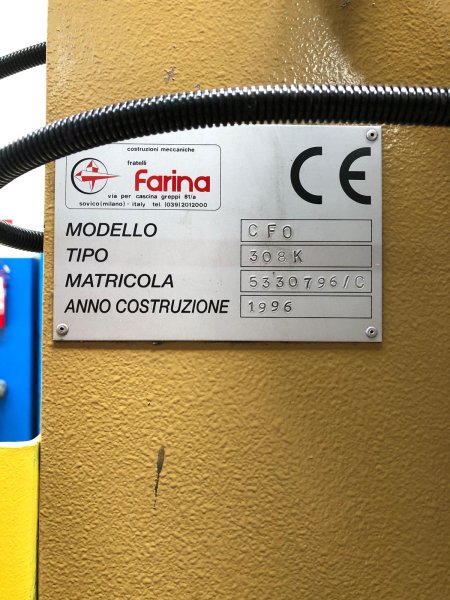 costruzioni meccaniche
fratelli
Farina
via per cascina greppi 81/a
sovico (milano) - italy tel. (039) 2012000
CE
MODELLO CFO
TIPO 308K
MATRICOLA 5330796/C
ANNO COSTRUZIONE 1996